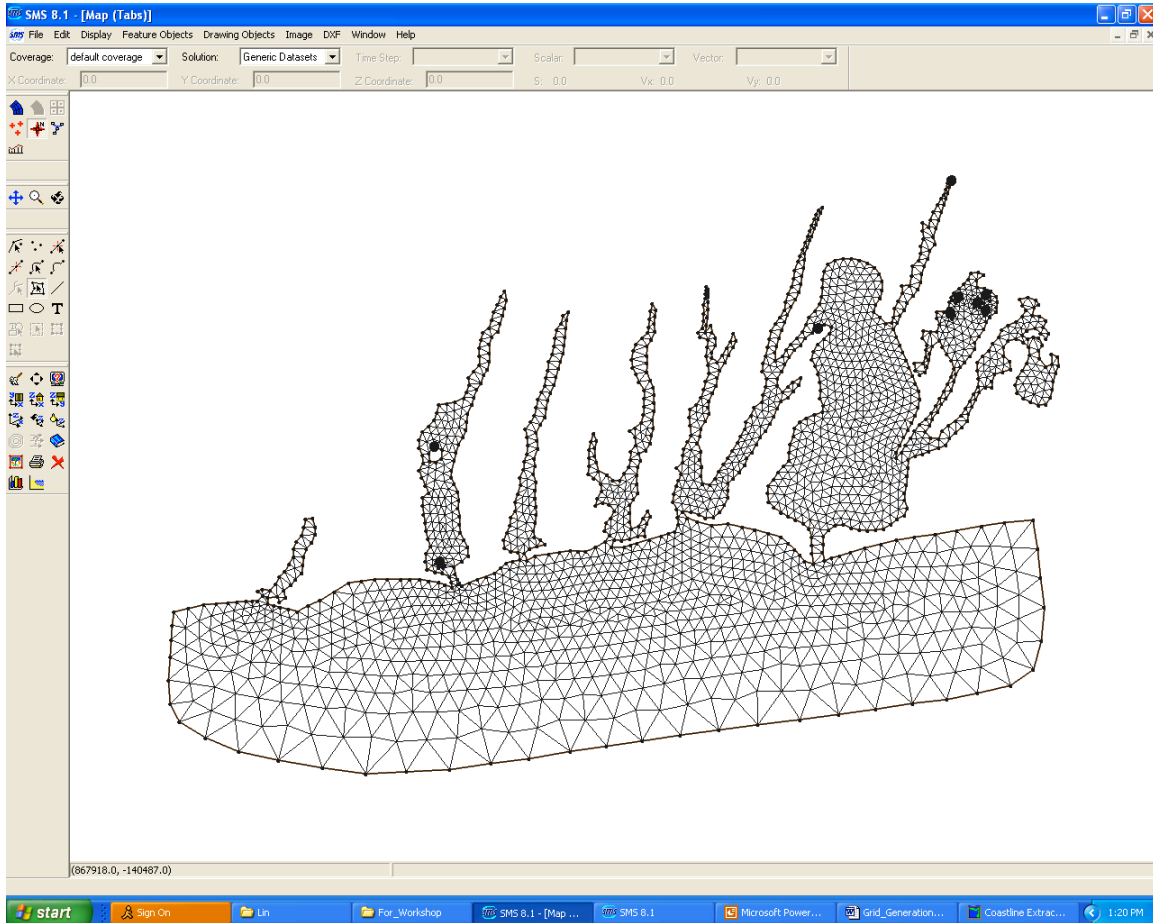 SMS 8.1 - [Map (Tabs)]
File Edit Display Feature Objects Drawing Objects Image DXF Window Help
Coverage: default coverage Solution: Generic Datasets Time Step: Scalar: Vector:
X Coordinate: 0.0 Y Coordinate: 0.0 Z Coordinate: 0.0 S: 0.0 Vx: 0.0 Vy: 0.0
T
(867918.0, -140487.0)
start Sign On Lin For_Workshop SMS 8.1 - [Map ... SMS 8.1 Microsoft Power... Grid_Generation... Coastline Extrac... 1:20 PM